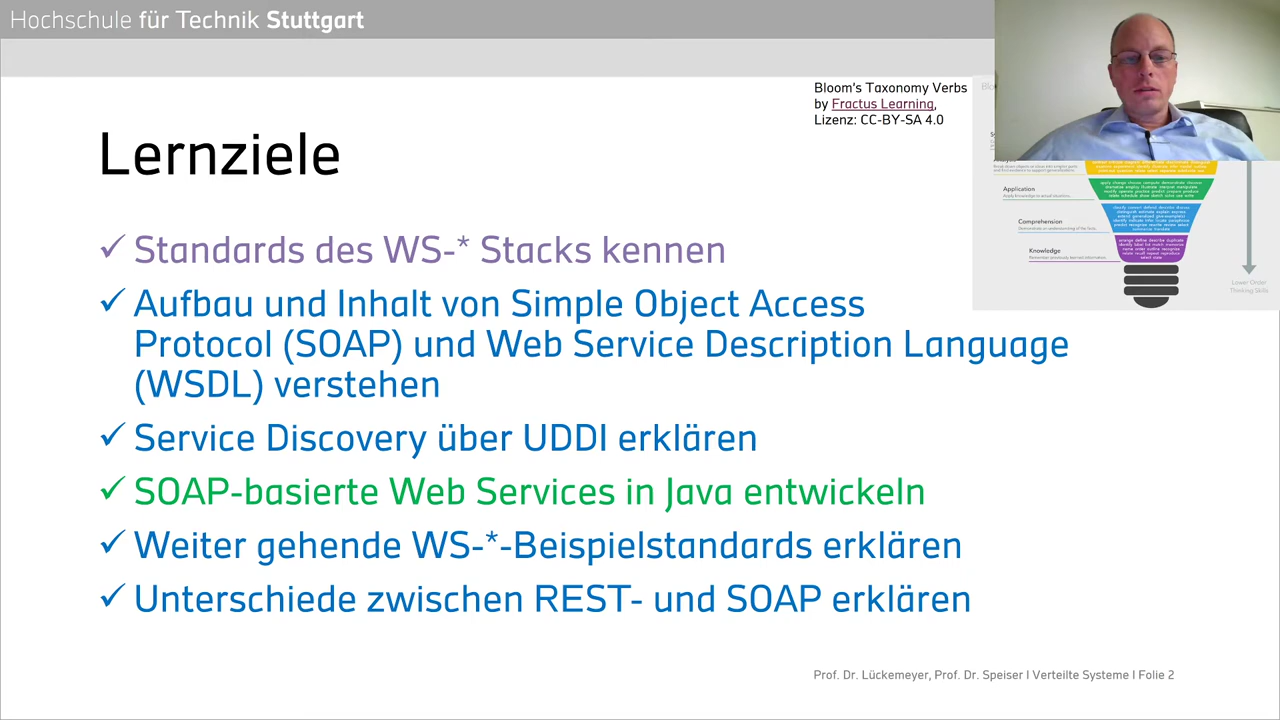 Hochschule für Technik Stuttgart
Bloom's Taxonomy Verbs
by Fractus Learning,
Lizenz: CC-BY-SA 4.0
Lernziele
✓ Standards des WS-* Stacks kennen
✓ Aufbau und Inhalt von Simple Object Access
Protocol (SOAP) und Web Service Description Language
(WSDL) verstehen
✓ Service Discovery über UDDI erklären
✓ SOAP-basierte Web Services in Java entwickeln
✓ Weiter gehende WS-*-Beispielstandards erklären
✓ Unterschiede zwischen REST- und SOAP erklären
Application
Comprehension
Knowledge
Lower Order
Thinking Skills
Prof. Dr. Lückemeyer, Prof. Dr. Speiser I Verteilte Systeme I Folie 2